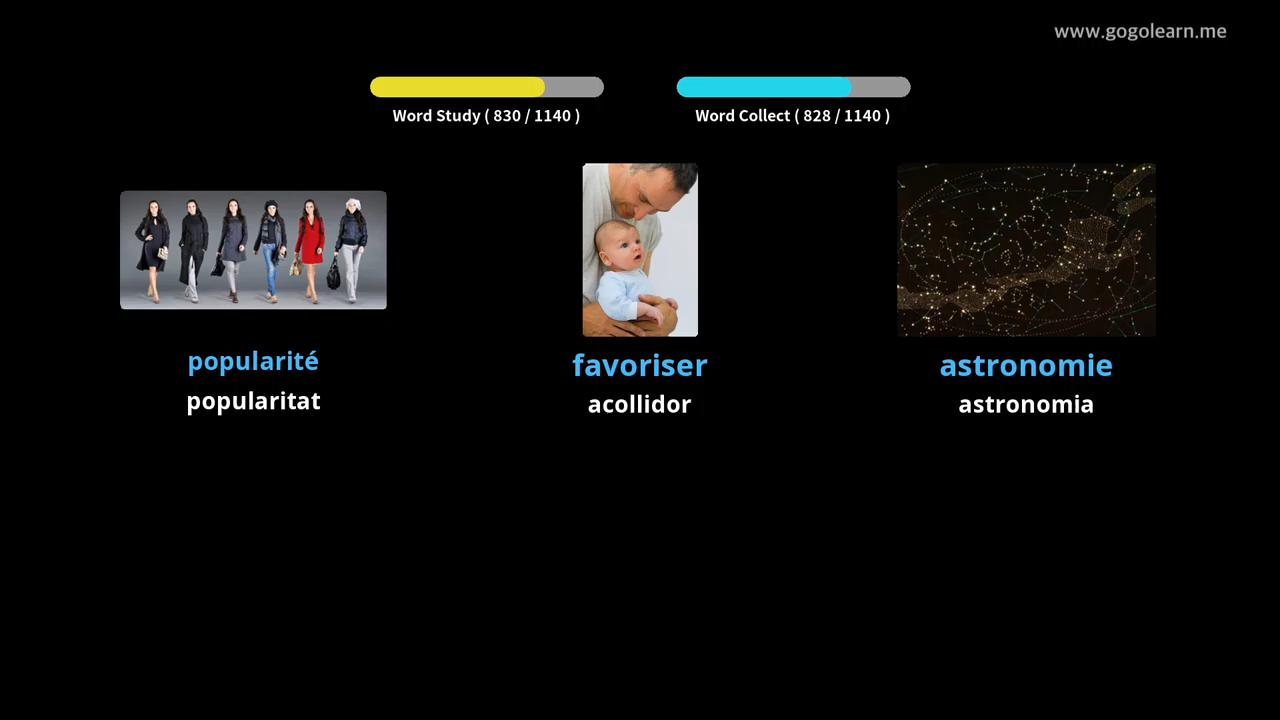 www.gogolearn.me
Word Study ( 830 / 1140 )
Word Collect ( 828 / 1140 )
popularité
popularitat
favoriser
acollidor
astronomie
astronomia